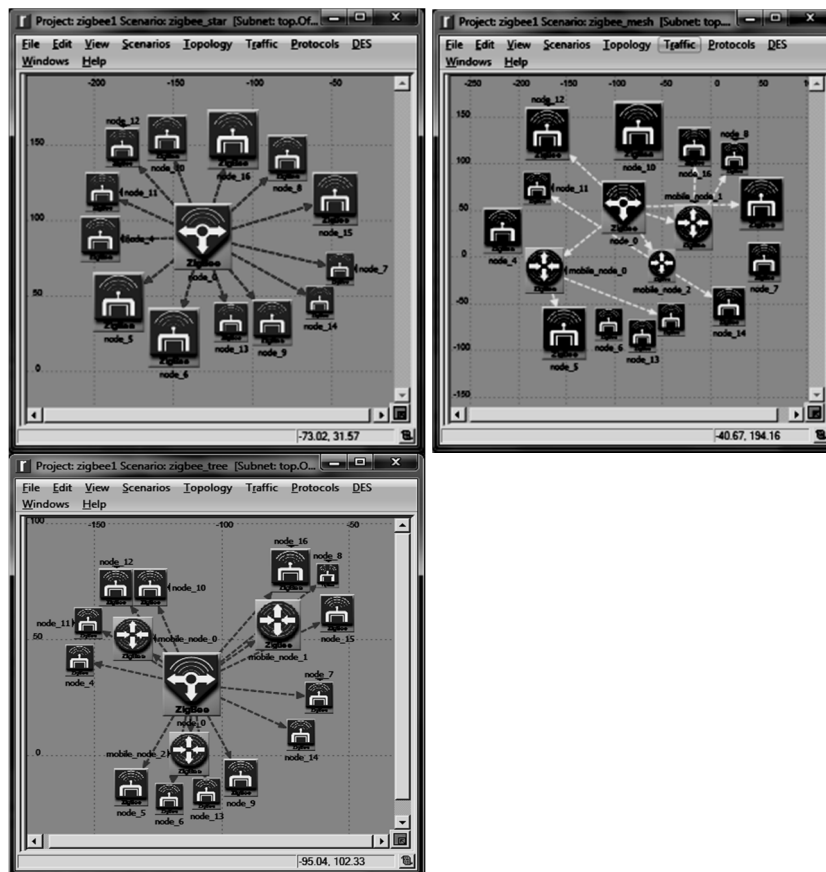 Project: zigbee1 Scenario: zigbee_star [Subnet: top.Of...
File Edit View Scenarios Topology Traffic Protocols DES
Windows Help
-200 -150 -100 -50
150
100
50
0
node_12
node_10
node_16
node_8
node_11
node_15
node_4
node_0
node_7
node_5
node_14
node_6
node_13
node_9
ZigBee
-73.02, 31.57
Project: zigbee1 Scenario: zigbee_mesh [Subnet: top....
File Edit View Scenarios Topology Traffic Protocols DES
Windows Help
-250 -200 -150 -100 -50 0 50
150
100
50
0
-50
-100
-150
node_12
node_10
node_16
node_8
node_11
mobile_node_1
node_0
node_4
mobile_node_0
mobile_node_2
node_7
node_14
node_5
node_6
node_13
ZigBee
-40.67, 194.16
Project: zigbee1 Scenario: zigbee_tree [Subnet: top.O...
File Edit View Scenarios Topology Traffic Protocols DES
Windows Help
100 -150 -100 -50
50
0
node_12
node_10
node_16
node_8
node_11
mobile_node_0
mobile_node_1
node_15
node_4
node_0
node_7
mobile_node_2
node_14
node_5
node_6
node_13
node_9
ZigBee
-95.04, 102.33